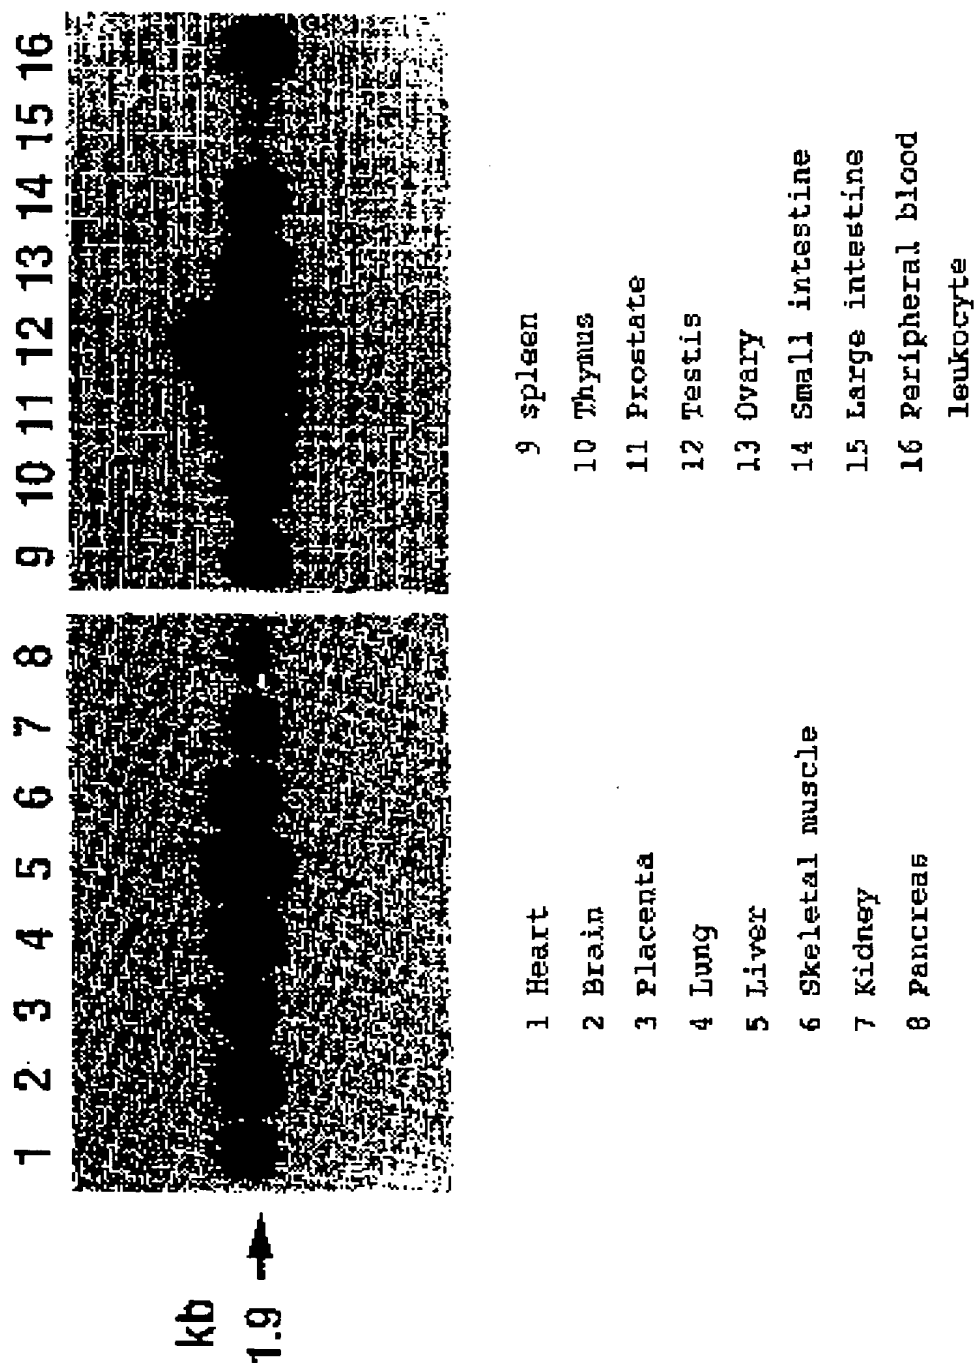 1 2 3 4 5 6 7 8 9 10 11 12 13 14 15 16
kb
1.9
1 Heart
2 Brain
3 Placenta
4 Lung
5 Liver
6 Skeletal muscle
7 Kidney
8 Pancreas
9 spleen
10 Thymus
11 Prostate
12 Testis
13 Ovary
14 Small intestine
15 Large intestine
16 Peripheral blood
leukocyte